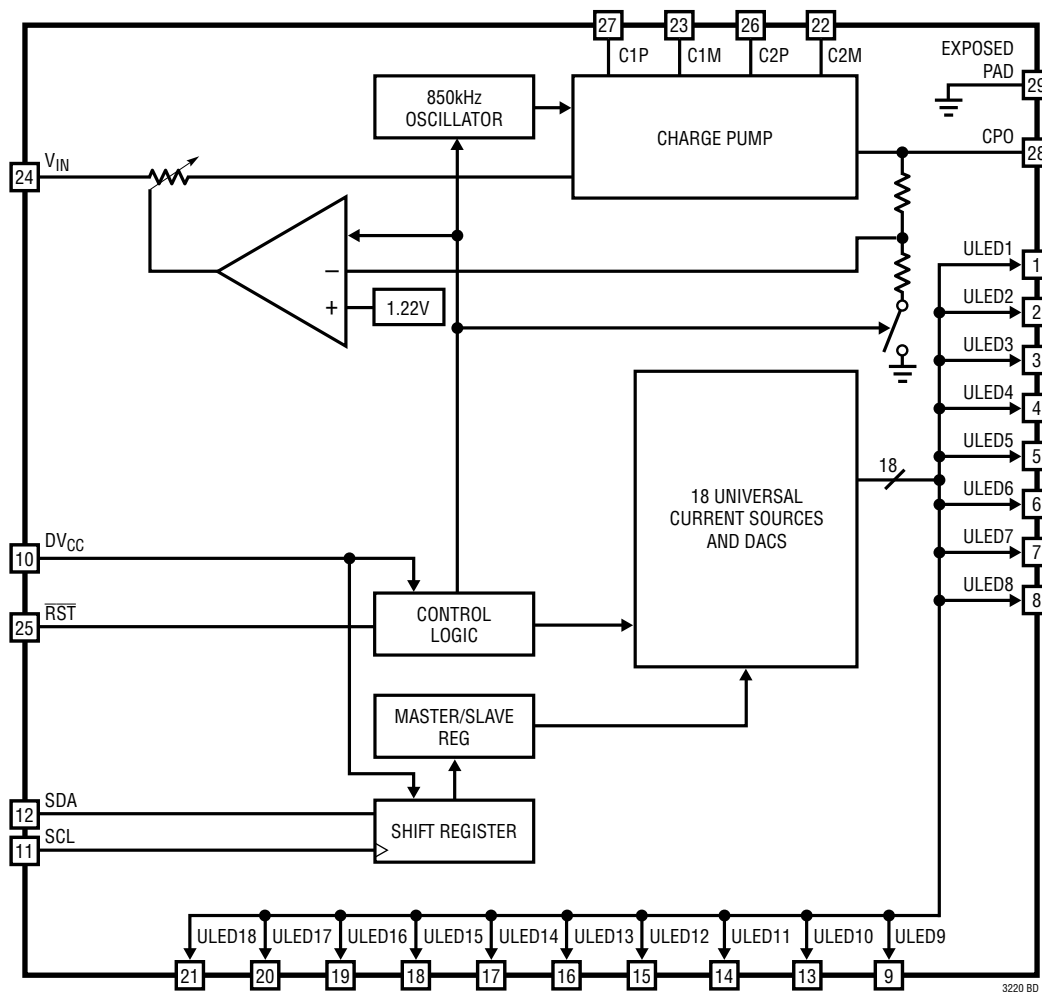 27
23
26
22
C1P
C1M
C2P
C2M
EXPOSED
PAD
29
850kHz
OSCILLATOR
CHARGE PUMP
CPO
28
24
VIN
ULED1
1
–
+
1.22V
ULED2
2
ULED3
3
ULED4
4
ULED5
5
18
ULED6
6
18 UNIVERSAL
CURRENT SOURCES
AND DACS
ULED7
7
ULED8
8
10
DVCC
25
RST
CONTROL
LOGIC
MASTER/SLAVE
REG
12
SDA
11
SCL
SHIFT REGISTER
ULED18
ULED17
ULED16
ULED15
ULED14
ULED13
ULED12
ULED11
ULED10
ULED9
21
20
19
18
17
16
15
14
13
9
3220 BD